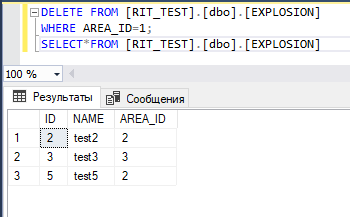 DELETE FROM [RIT_TEST].[dbo].[EXPLOSION]
WHERE AREA_ID=1;
SELECT*FROM [RIT_TEST].[dbo].[EXPLOSION]
100 %
Результаты Сообщения
ID NAME AREA_ID
1 2 test2 2
2 3 test3 3
3 5 test5 2